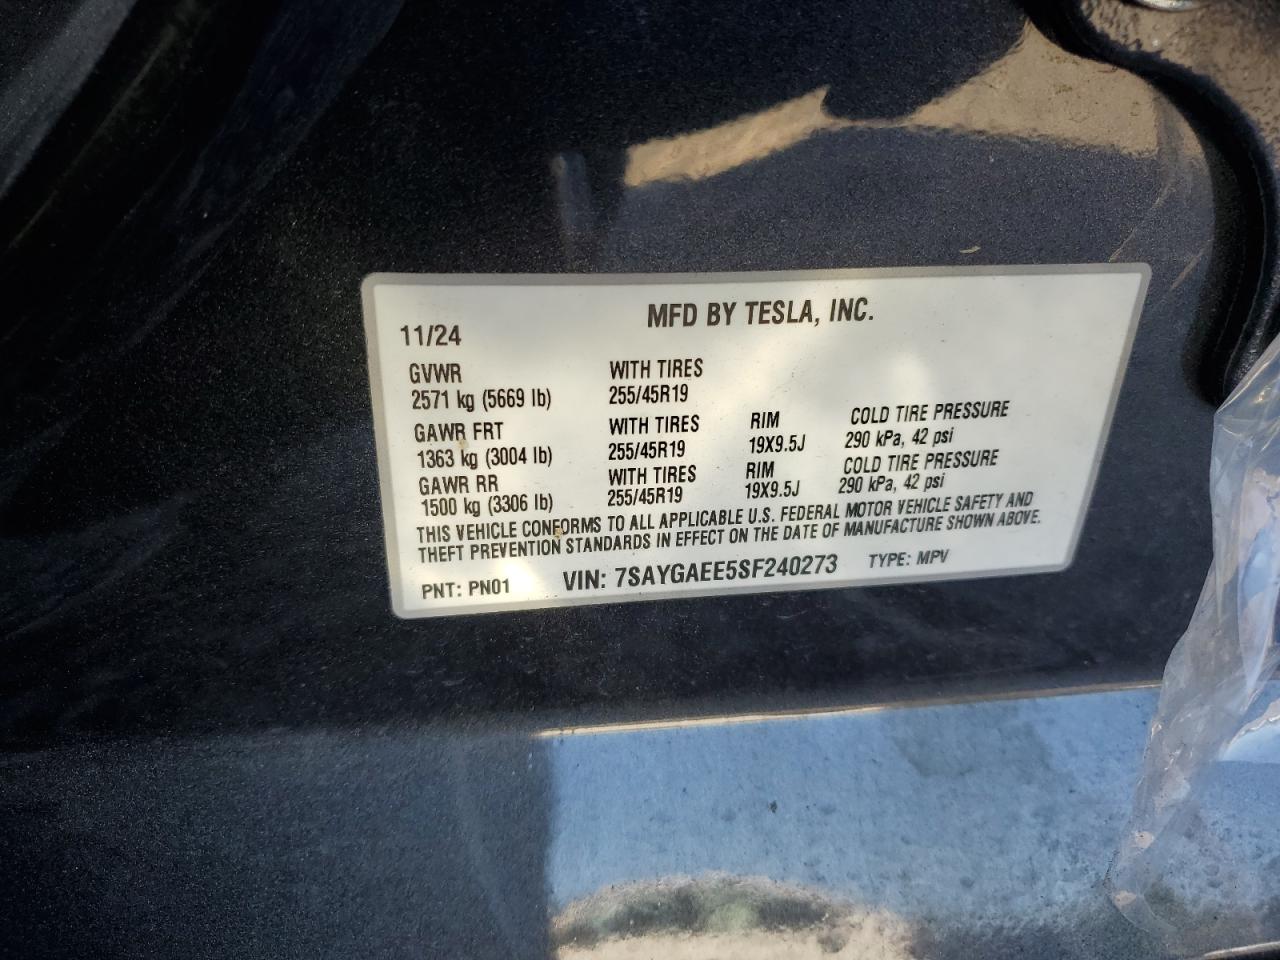 MFD BY TESLA, INC.
11/24
GVWR WITH TIRES
2571 kg (5669 lb) 255/45R19
GAWR FRT WITH TIRES RIM COLD TIRE PRESSURE
1363 kg (3004 lb) 255/45R19 19X9.5J 290 kPa, 42 psi
GAWR RR WITH TIRES RIM COLD TIRE PRESSURE
1500 kg (3306 lb) 255/45R19 19X9.5J 290 kPa, 42 psi
THIS VEHICLE CONFORMS TO ALL APPLICABLE U.S. FEDERAL MOTOR VEHICLE SAFETY AND
THEFT PREVENTION STANDARDS IN EFFECT ON THE DATE OF MANUFACTURE SHOWN ABOVE.
PNT: PN01 VIN: 7SAYGAEE5SF240273 TYPE: MPV